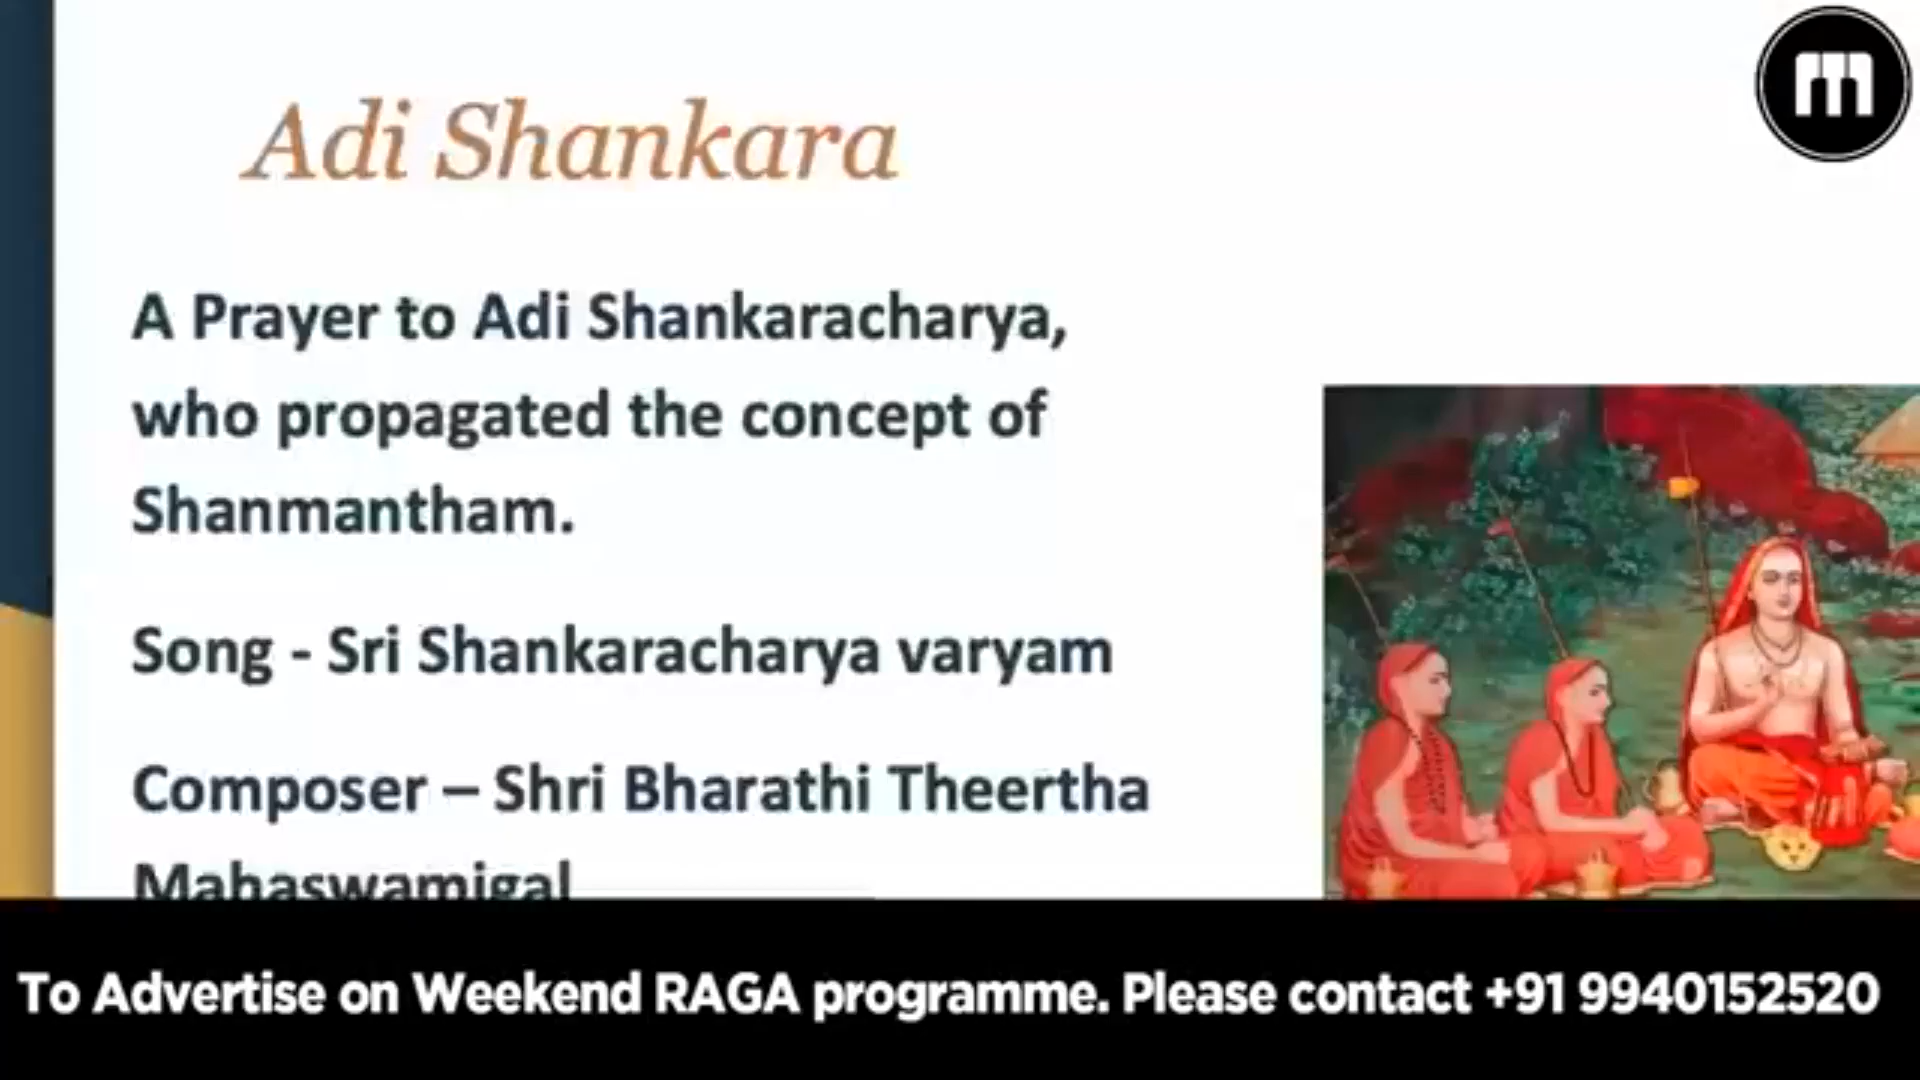 Adi Shankara
A Prayer to Adi Shankaracharya,
who propagated the concept of
Shanmantham.
Song - Sri Shankaracharya varyam
Composer – Shri Bharathi Theertha
Mahaswamigal
To Advertise on Weekend RAGA programme. Please contact +91 9940152520